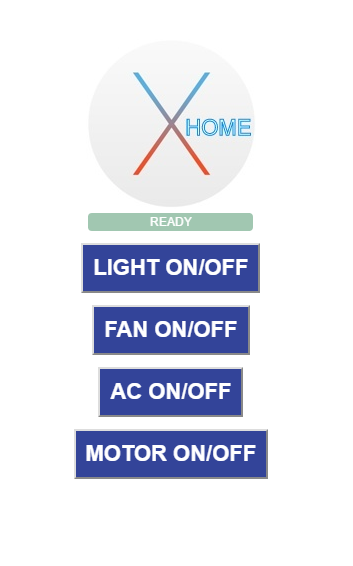 X
HOME
READY
LIGHT ON/OFF
FAN ON/OFF
AC ON/OFF
MOTOR ON/OFF